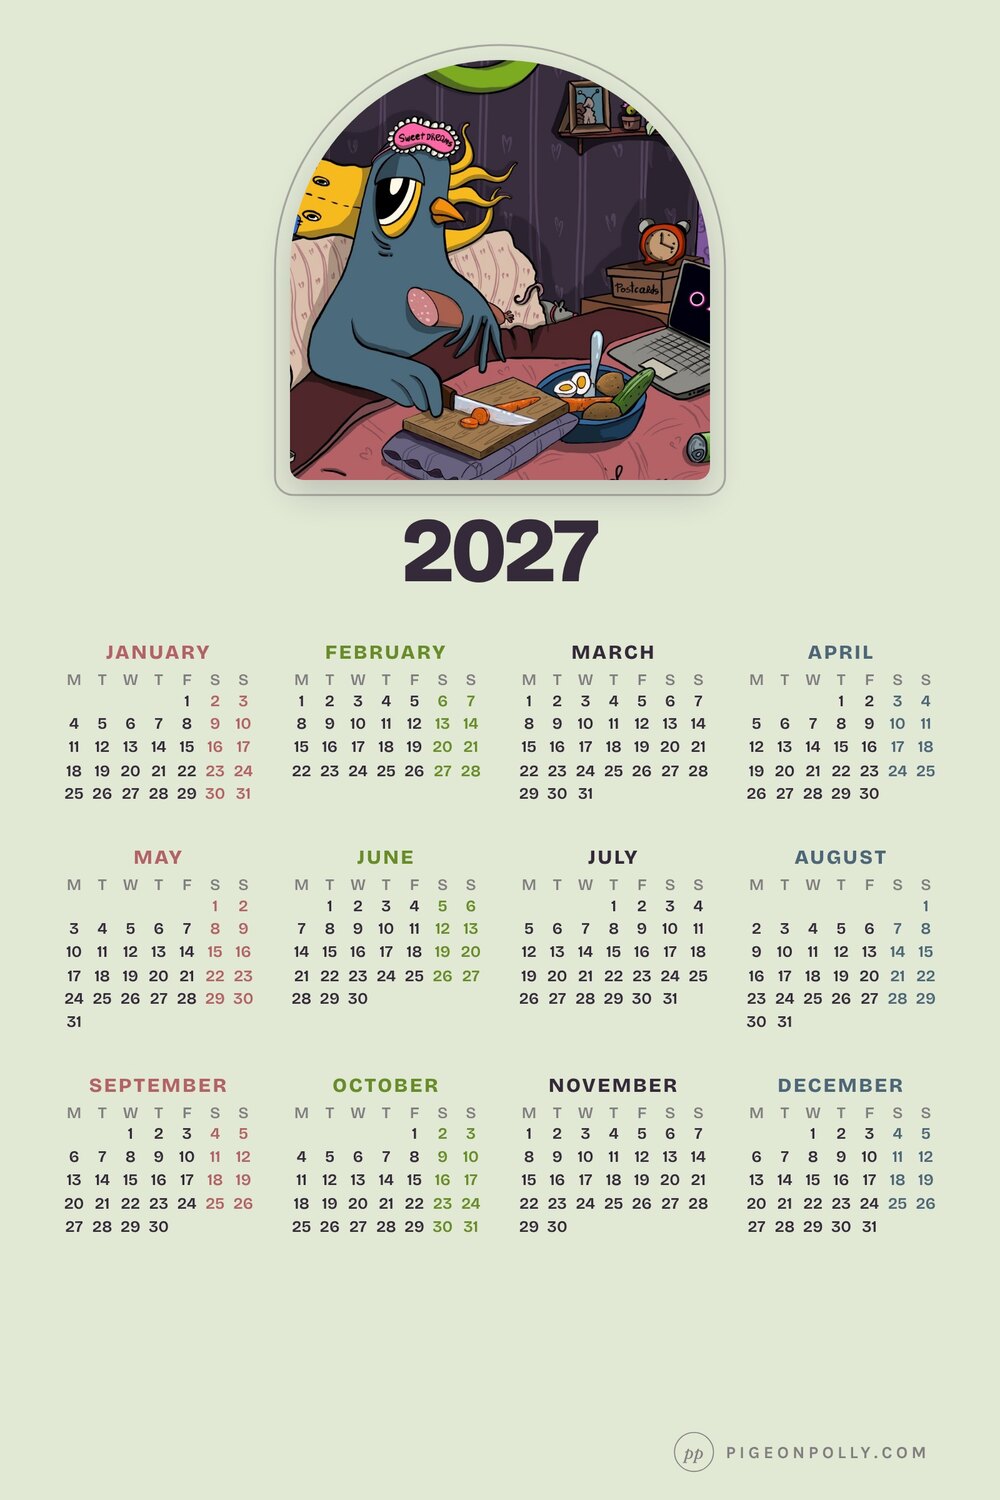 Sweet Dreams
Postcards
2027
JANUARY FEBRUARY MARCH APRIL
M T W T F S S M T W T F S S M T W T F S S M T W T F S S
1 2 3 1 2 3 4 5 6 7 1 2 3 4 5 6 7 1 2 3 4
4 5 6 7 8 9 10 8 9 10 11 12 13 14 8 9 10 11 12 13 14 5 6 7 8 9 10 11
11 12 13 14 15 16 17 15 16 17 18 19 20 21 15 16 17 18 19 20 21 12 13 14 15 16 17 18
18 19 20 21 22 23 24 22 23 24 25 26 27 28 22 23 24 25 26 27 28 19 20 21 22 23 24 25
25 26 27 28 29 30 31 29 30 31 26 27 28 29 30
MAY JUNE JULY AUGUST
M T W T F S S M T W T F S S M T W T F S S M T W T F S S
1 2 1 2 3 4 5 6 1 2 3 4 1
3 4 5 6 7 8 9 7 8 9 10 11 12 13 5 6 7 8 9 10 11 2 3 4 5 6 7 8
10 11 12 13 14 15 16 14 15 16 17 18 19 20 12 13 14 15 16 17 18 9 10 11 12 13 14 15
17 18 19 20 21 22 23 21 22 23 24 25 26 27 19 20 21 22 23 24 25 16 17 18 19 20 21 22
24 25 26 27 28 29 30 28 29 30 26 27 28 29 30 31 23 24 25 26 27 28 29
31 30 31
SEPTEMBER OCTOBER NOVEMBER DECEMBER
M T W T F S S M T W T F S S M T W T F S S M T W T F S S
1 2 3 4 5 1 2 3 1 2 3 4 5 6 7 1 2 3 4 5
6 7 8 9 10 11 12 4 5 6 7 8 9 10 8 9 10 11 12 13 14 6 7 8 9 10 11 12
13 14 15 16 17 18 19 11 12 13 14 15 16 17 15 16 17 18 19 20 21 13 14 15 16 17 18 19
20 21 22 23 24 25 26 18 19 20 21 22 23 24 22 23 24 25 26 27 28 20 21 22 23 24 25 26
27 28 29 30 25 26 27 28 29 30 31 29 30 27 28 29 30 31
pp PIGEONPOLLY.COM